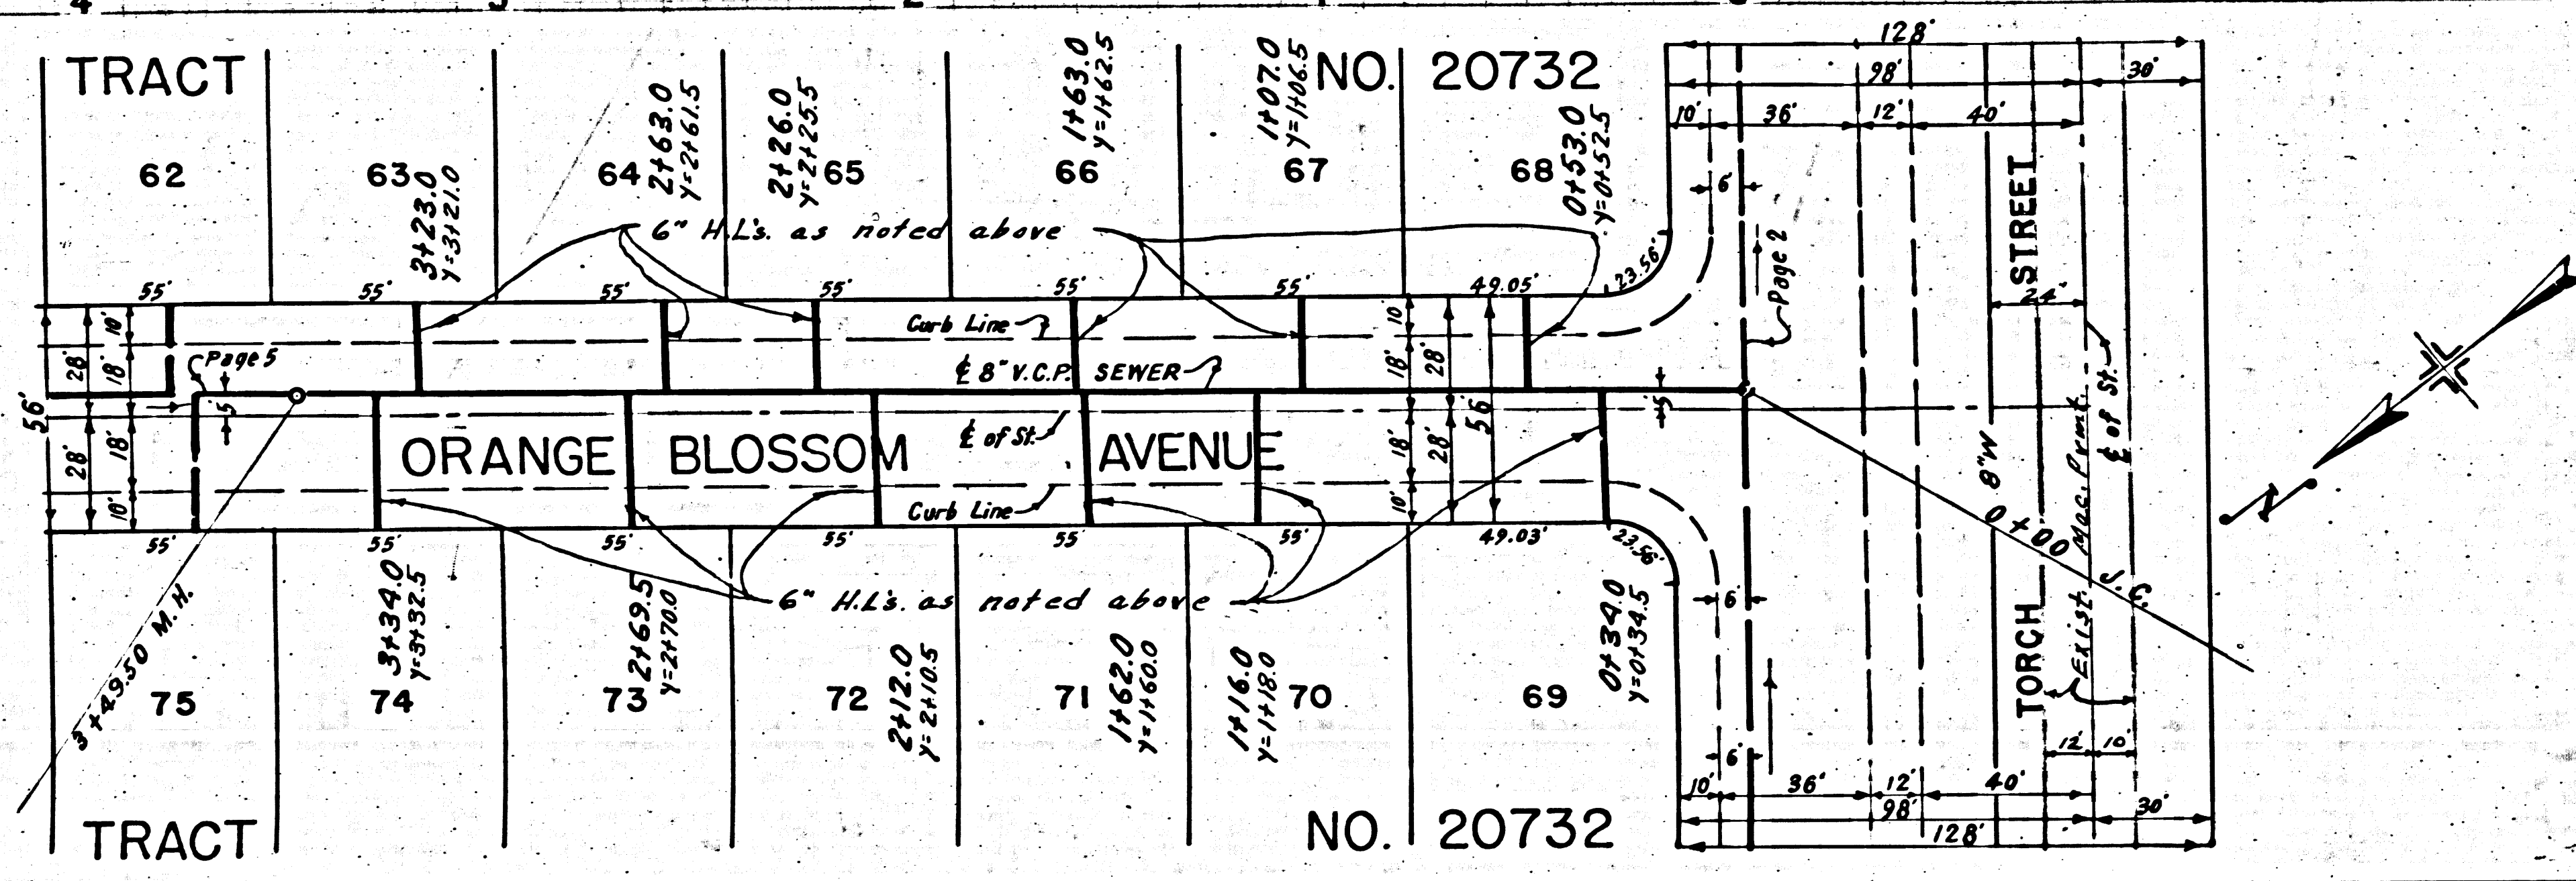 4 3 2 1 0
TRACT NO. 20732
62 63 64 65 66 67 68
3+23.0
y=3+21.0
2+63.0
y=2+61.5
2+26.0
y=2+25.5
1+63.0
y=1+62.5
1+07.0
y=1+06.5
0+53.0
y=0+52.5
6" H.L's. as noted above
55' 55' 55' 55' 55' 55' 49.05' 23.56'
128'
98' 30'
10' 36' 12' 40'
6'
Page 2
STREET
24'
10'
18'
28'
56'
28'
18'
10'
Page 5
5'
Curb Line
℄ 8" V.C.P. SEWER
10'
18'
28'
56'
18'
28'
10'
5'
ORANGE BLOSSOM AVENUE
℄ of St.
Curb Line
8"W
Exist. Mac. Pvmt.
℄ of St.
0+00 J.S.
N
55' 55' 55' 55' 55 55' 49.03' 23.56'
6" H.L's. as noted above
3+49.50 M.H.
3+34.0
y=3+32.5
2+69.5
y=2+70.0
2+12.0
y=2+10.5
1+62.0
y=1+60.0
1+16.0
y=1+18.0
0+34.0
y=0+34.5
75 74 73 72 71 70 69
6'
6'
TORCH
12' 10'
10' 36' 12' 40'
98' 30'
128'
TRACT NO. 20732